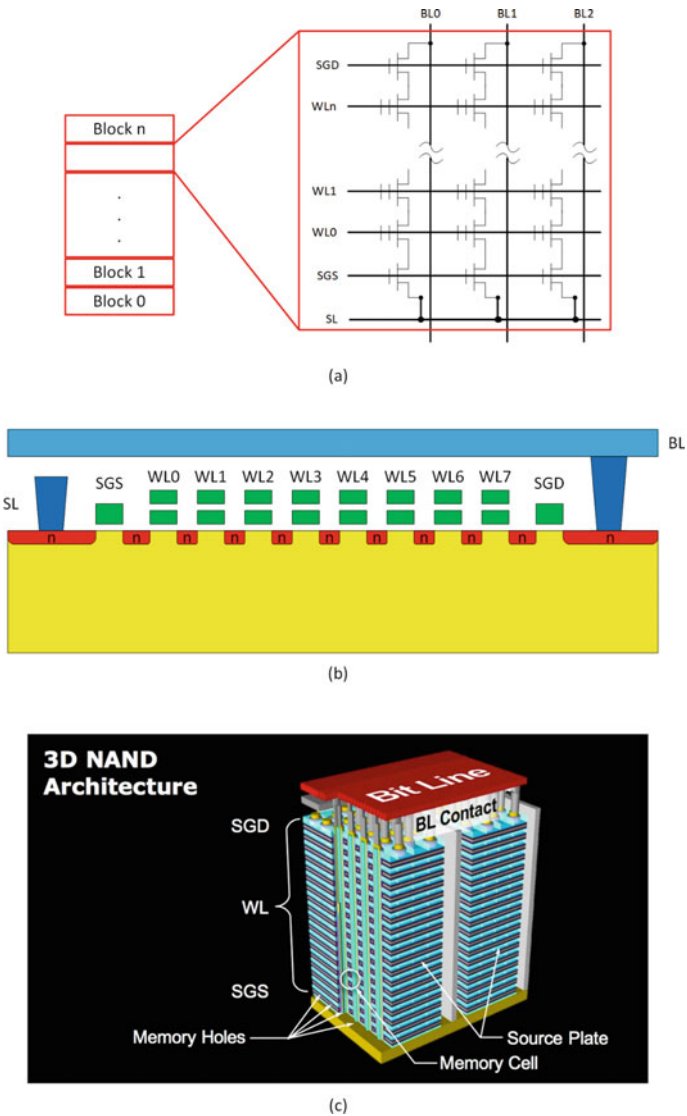 BL0 BL1 BL2
SGD
WLn
Block n
.
.
.
WL1
WL0
Block 1
SGS
Block 0
SL
(a)
BL
SGS WL0 WL1 WL2 WL3 WL4 WL5 WL6 WL7 SGD
SL
n n n n n n n n n n n
(b)
3D NAND
Architecture
Bit Line
BL Contact
SGD
WL
SGS
Memory Holes
Source Plate
Memory Cell
(c)